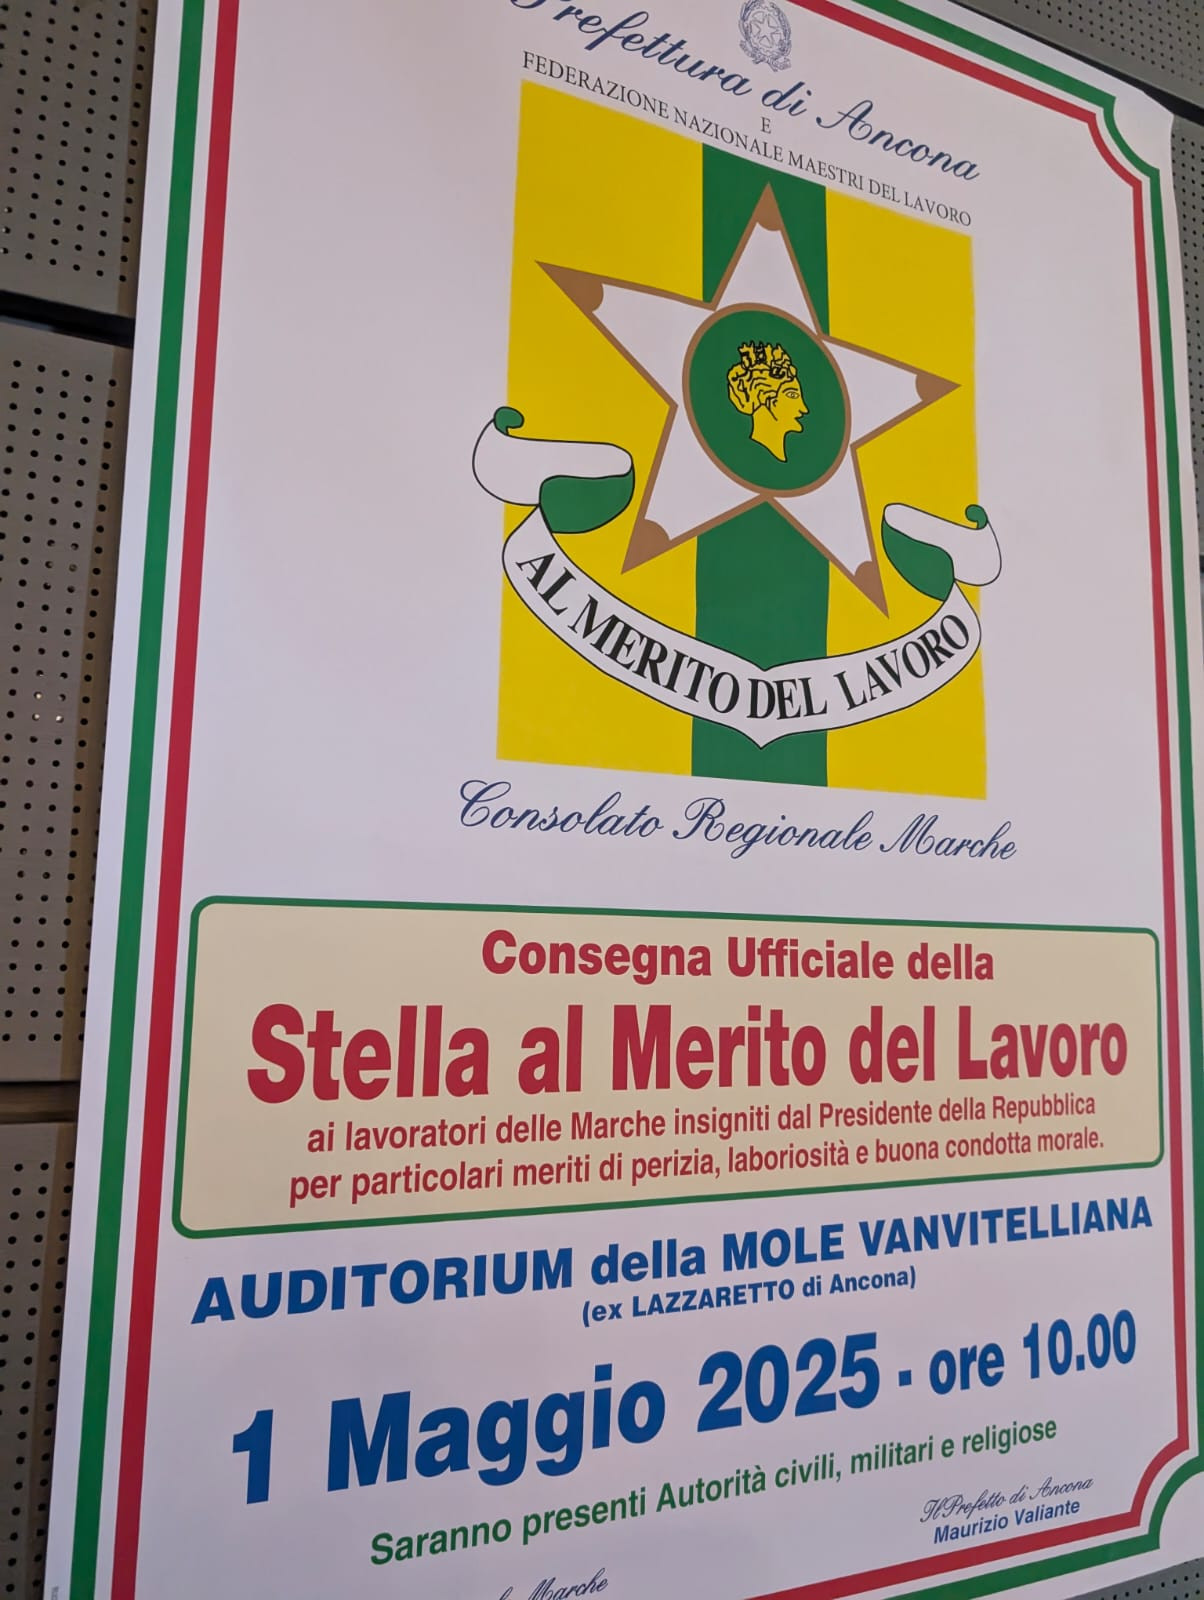 Prefettura di Ancona
E
FEDERAZIONE NAZIONALE MAESTRI DEL LAVORO
AL MERITO DEL LAVORO
Consolato Regionale Marche
Consegna Ufficiale della
Stella al Merito del Lavoro
ai lavoratori delle Marche insigniti dal Presidente della Repubblica
per particolari meriti di perizia, laboriosità e buona condotta morale.
AUDITORIUM della MOLE VANVITELLIANA
(ex LAZZARETTO di Ancona)
1 Maggio 2025 - ore 10.00
Saranno presenti Autorità civili, militari e religiose
Il Prefetto di Ancona
Maurizio Valiante
Marche